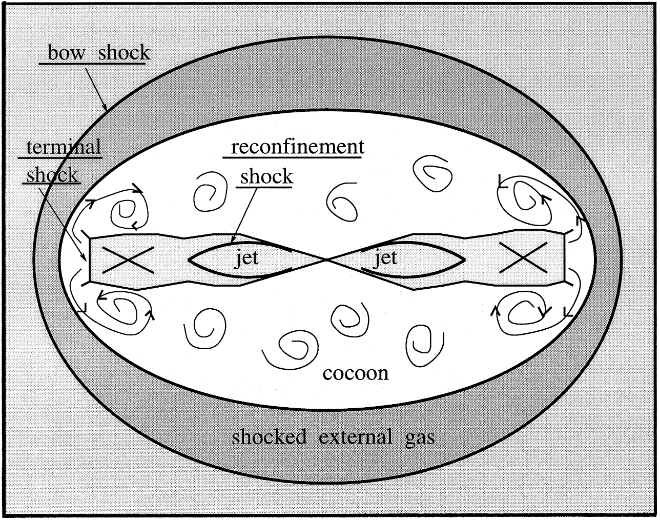 bow shock
terminal
shock
reconfinement
shock
jet
jet
cocoon
shocked external gas